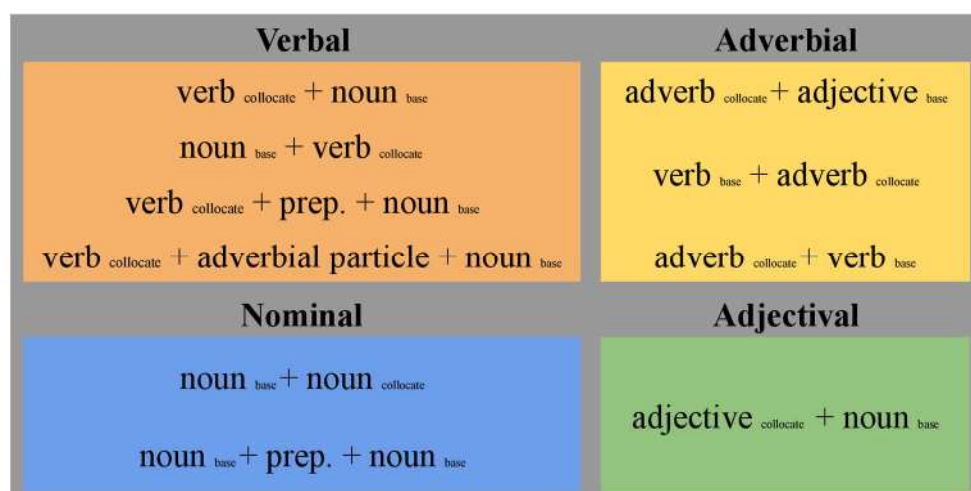 Verbal
verb collocate + noun base
noun base + verb collocate
verb collocate + prep. + noun base
verb collocate + adverbial particle + noun base
Adverbial
adverb collocate + adjective base
verb base + adverb collocate
adverb collocate + verb base
Nominal
noun base + noun collocate
noun base + prep. + noun base
Adjectival
adjective collocate + noun base